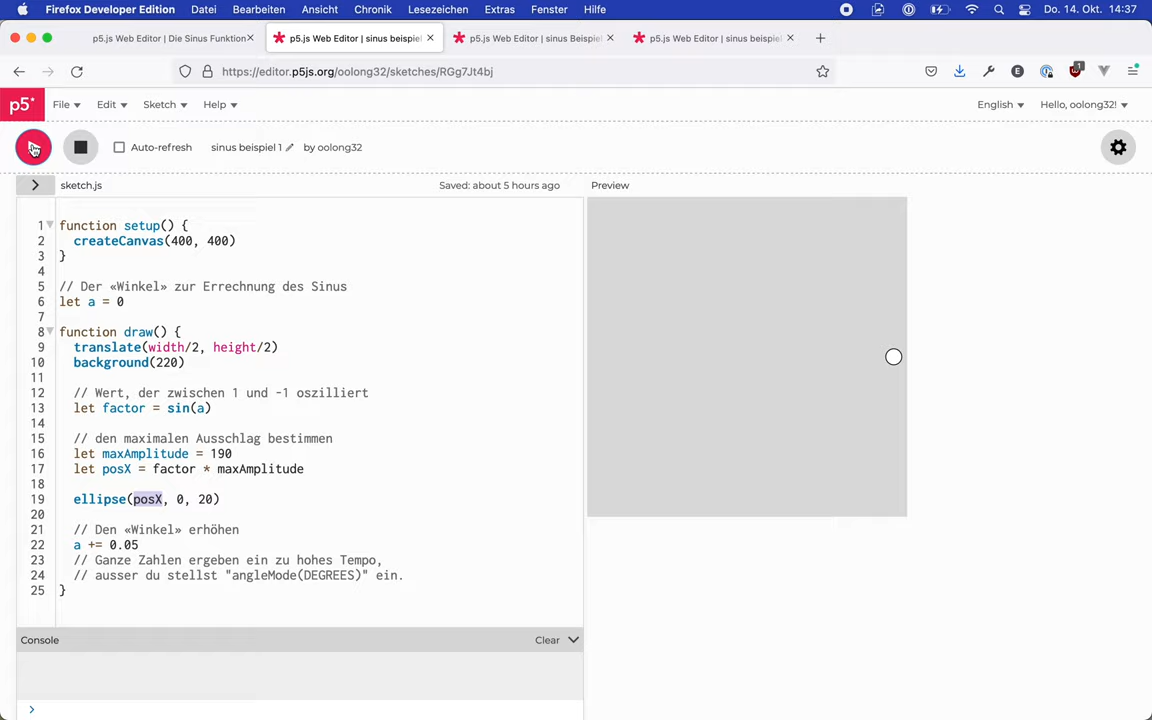 Firefox Developer Edition Datei Bearbeiten Ansicht Chronik Lesezeichen Extras Fenster Hilfe Do. 14. Okt. 14:37
p5.js Web Editor | Die Sinus Funktion p5.js Web Editor | sinus beispiel p5.js Web Editor | sinus Beispiel p5.js Web Editor | sinus beispiel
https://editor.p5js.org/oolong32/sketches/RGg7Jt4bj
1
p5* File Edit Sketch Help English Hello, oolong32!
Auto-refresh sinus beispiel 1 by oolong32
sketch.js Saved: about 5 hours ago Preview
1 function setup() {
2 createCanvas(400, 400)
3 }
4
5 // Der «Winkel» zur Errechnung des Sinus
6 let a = 0
7
8 function draw() {
9 translate(width/2, height/2)
10 background(220)
11
12 // Wert, der zwischen 1 und -1 oszilliert
13 let factor = sin(a)
14
15 // den maximalen Ausschlag bestimmen
16 let maxAmplitude = 190
17 let posX = factor * maxAmplitude
18
19 ellipse(posX, 0, 20)
20
21 // Den «Winkel» erhöhen
22 a += 0.05
23 // Ganze Zahlen ergeben ein zu hohes Tempo,
24 // ausser du stellst "angleMode(DEGREES)" ein.
25 }
Console Clear